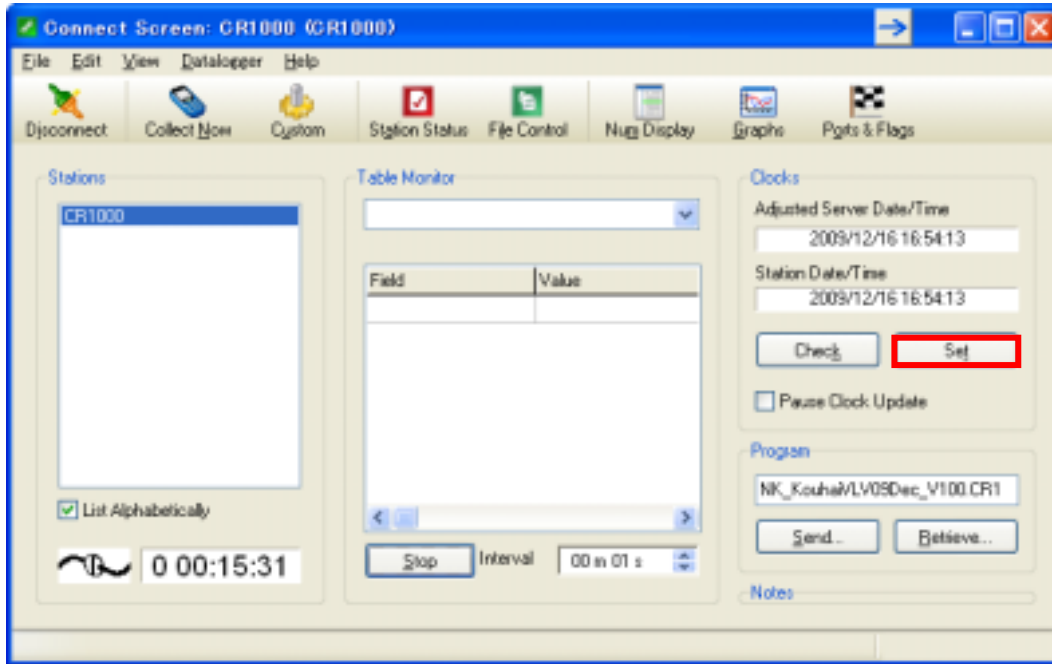 Connect Screen: CR1000 (CR1000)
File Edit View Datalogger Help
Disconnect Collect Now Custom Station Status File Control Num Display Graphs Ports & Flags
Stations
CR1000
List Alphabetically
0 00:15:31
Table Monitor
Field Value
Stop Interval 00 m 01 s
Clocks
Adjusted Server Date/Time
2009/12/16 16:54:13
Station Date/Time
2009/12/16 16:54:13
Check Set
Pause Clock Update
Program
Send... Retrieve...
Notes